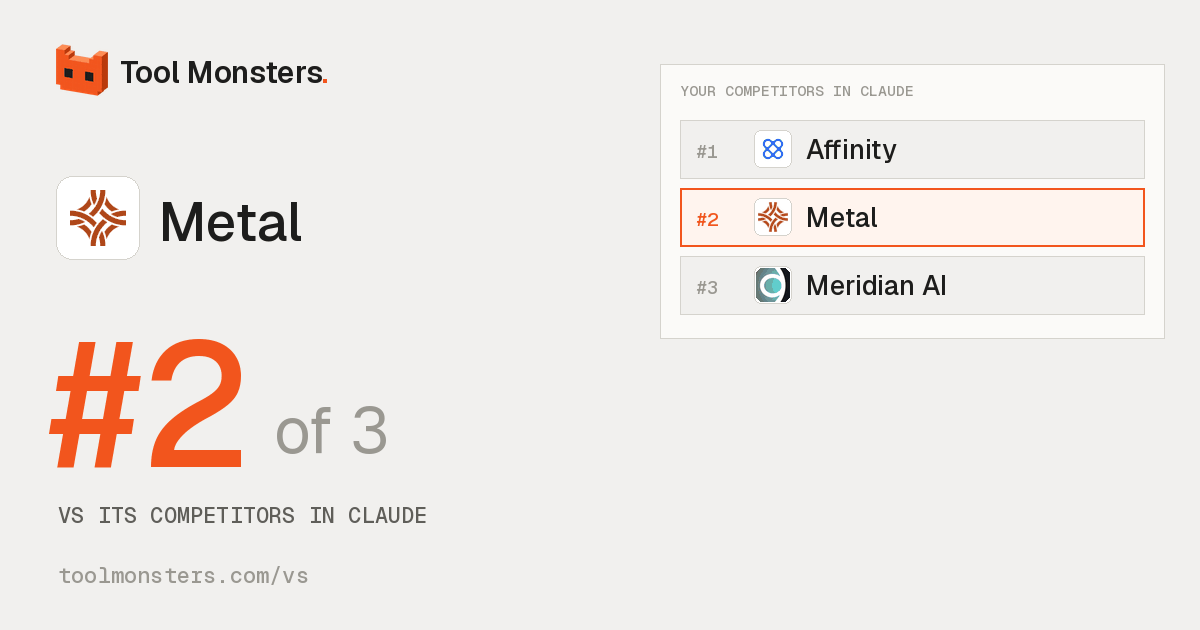 Tool Monsters.
Metal
#2 of 3
VS ITS COMPETITORS IN CLAUDE
toolmonsters.com/vs
YOUR COMPETITORS IN CLAUDE
#1 Affinity
#2 Metal
#3 Meridian AI